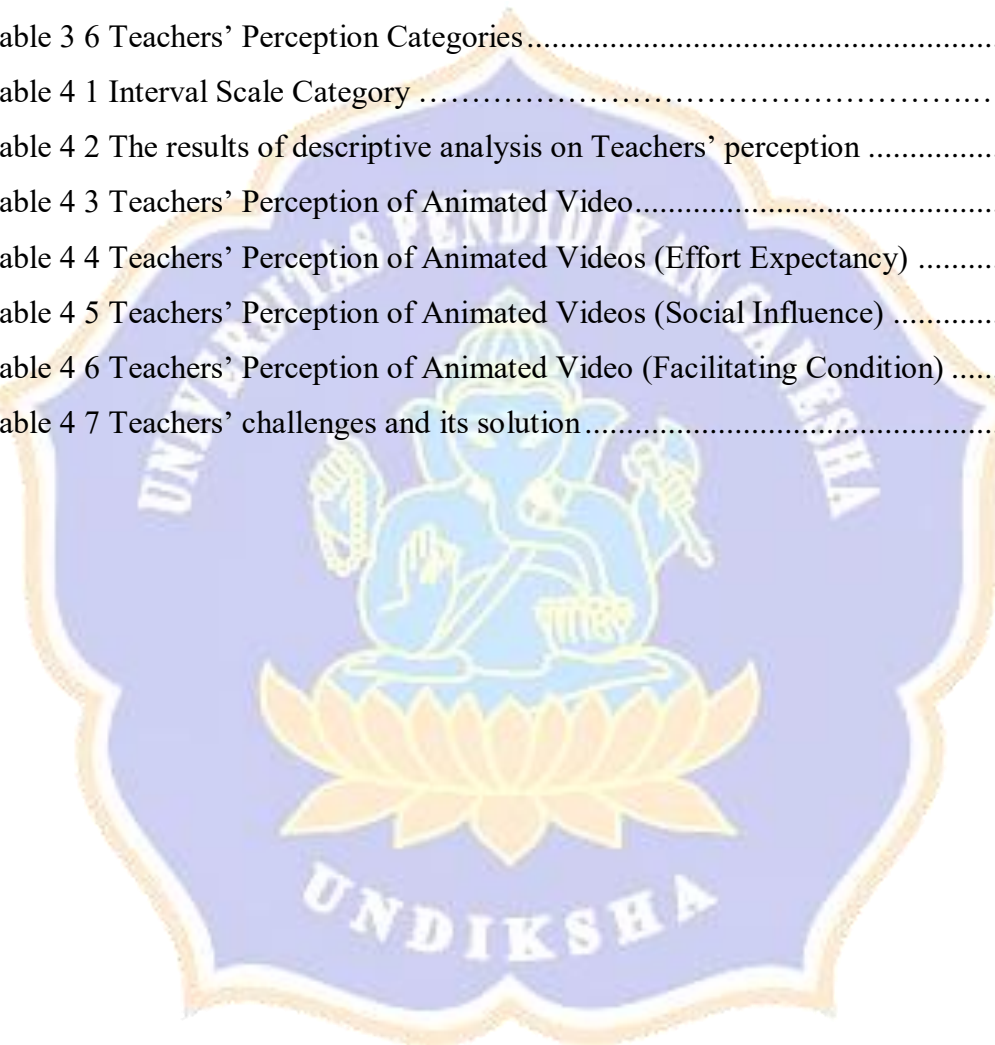 able 3 6 Teachers’ Perception Categories........................................................
able 4 1 Interval Scale Category ……………………………………………………
able 4 2 The results of descriptive analysis on Teachers’ perception ...............
able 4 3 Teachers’ Perception of Animated Video...........................................
able 4 4 Teachers’ Perception of Animated Videos (Effort Expectancy) .........
able 4 5 Teachers’ Perception of Animated Videos (Social Influence) ............
able 4 6 Teachers’ Perception of Animated Video (Facilitating Condition) .....
able 4 7 Teachers’ challenges and its solution.................................................
UNIVERSITAS PENDIDIKAN GANESHA
UNDIKSHA